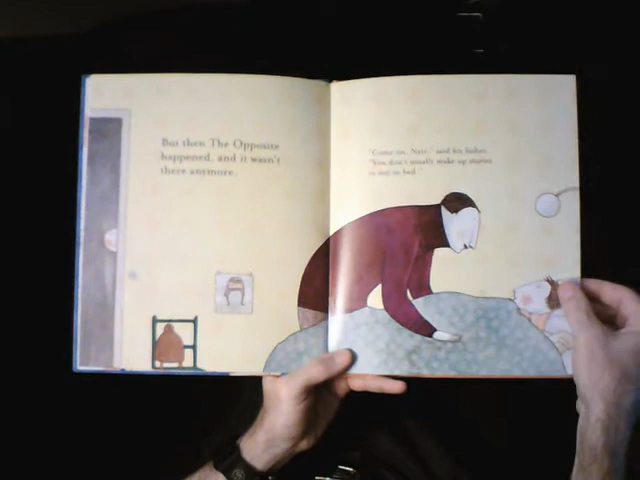 But then The Opposite
happened, and it wasn't
there anymore.
"Come on, Nate," said his father.
"You don't usually make up stories
to stay in bed."